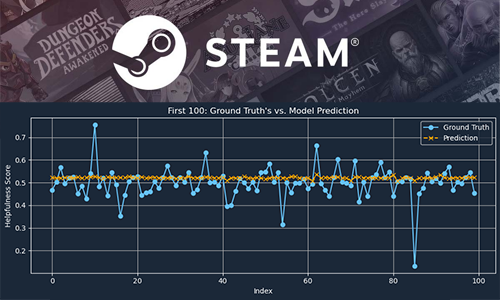 DUNGEON
DEFENDERS
AWAKENED
STEAM®
First 100: Ground Truth's vs. Model Prediction
Ground Truth
Prediction
Helpfulness Score
0.7
0.6
0.5
0.4
0.3
0.2
0
20
40
60
80
100
Index